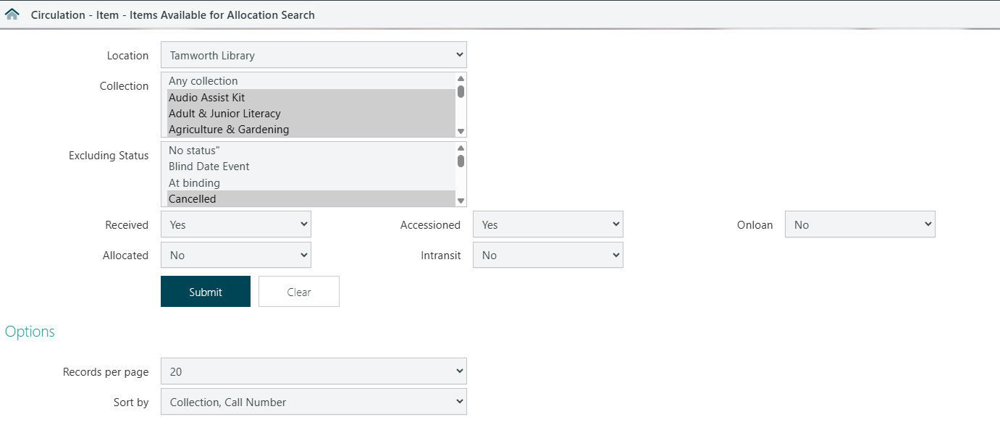 Circulation - Item - Items Available for Allocation Search
Location Tamworth Library
Collection Any collection
Audio Assist Kit
Adult & Junior Literacy
Agriculture & Gardening
Excluding Status No status"
Blind Date Event
At binding
Cancelled
Received Yes Accessioned Yes Onloan No
Allocated No Intransit No
Submit Clear
Options
Records per page 20
Sort by Collection, Call Number